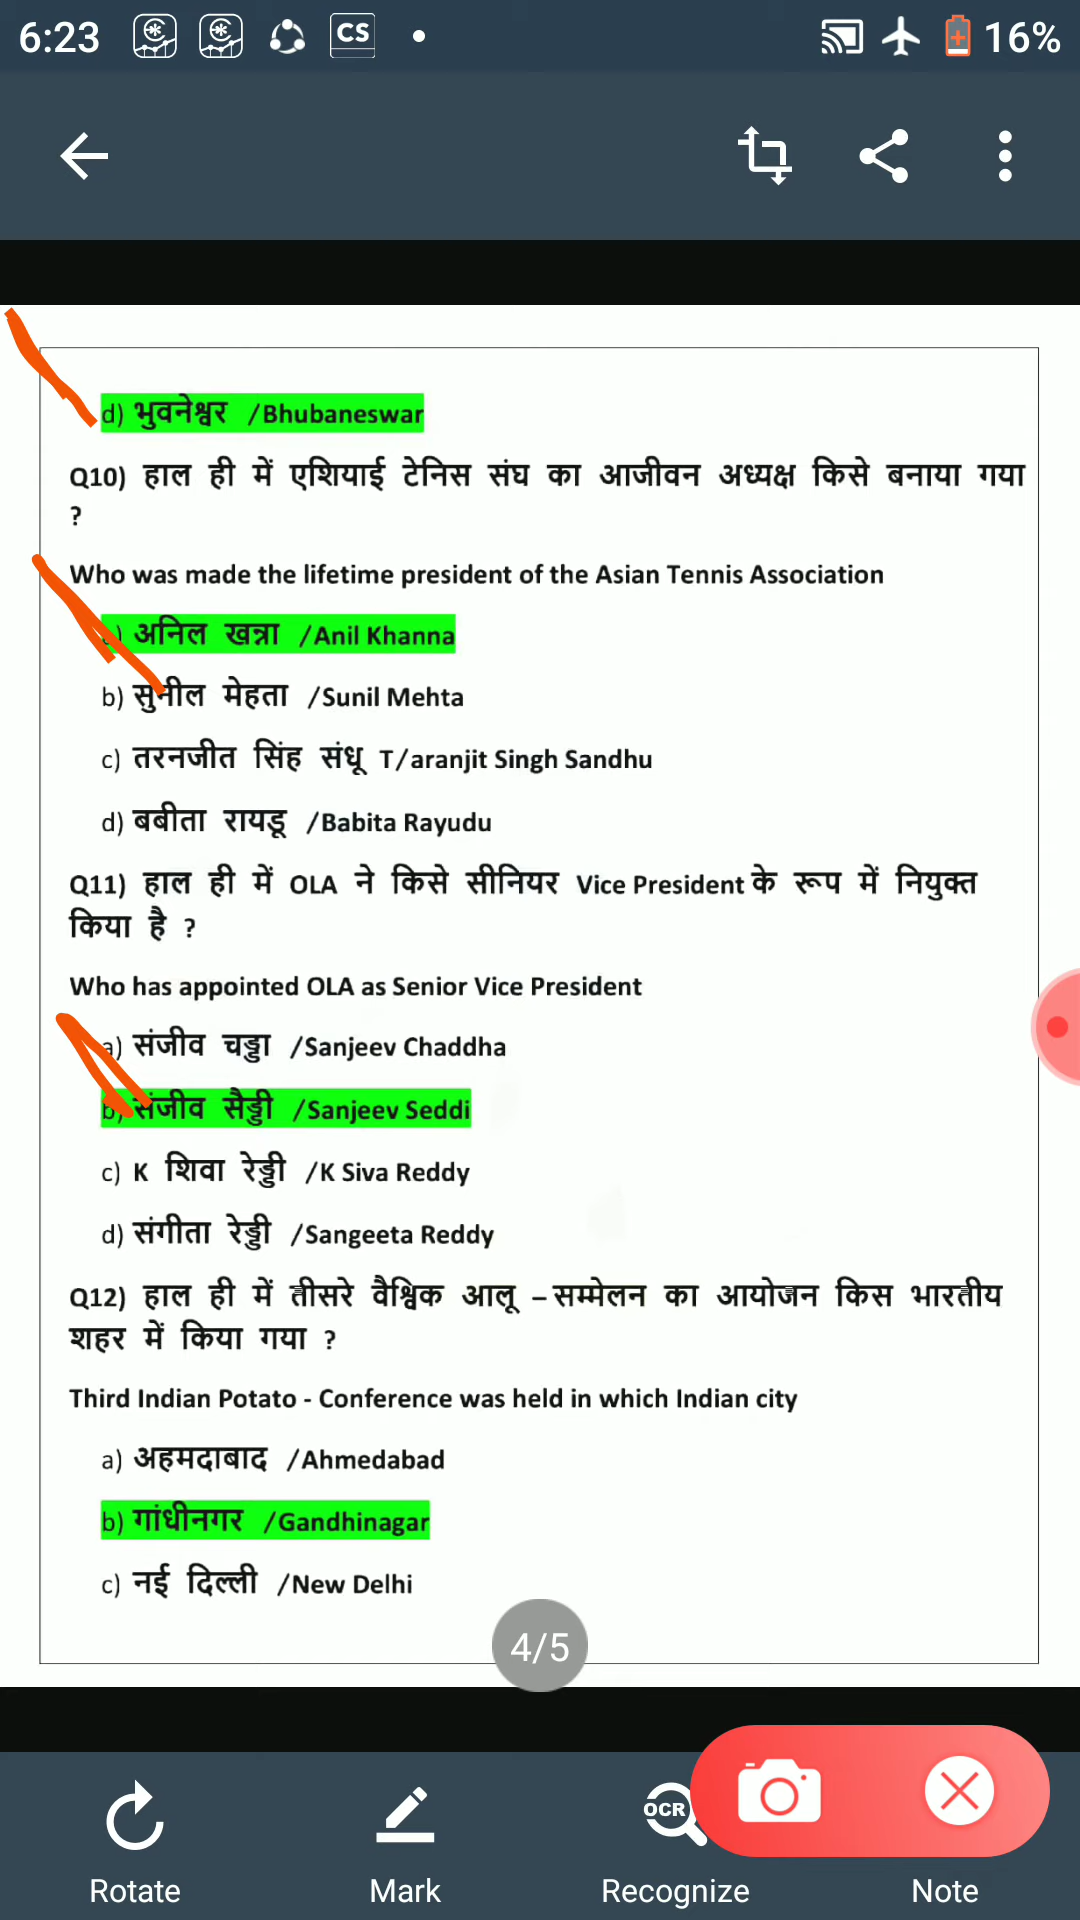 6:23 CS 16%
d) भुवनेश्वर /Bhubaneswar
Q10) हाल ही में एशियाई टेनिस संघ का आजीवन अध्यक्ष किसे बनाया गया
?
Who was made the lifetime president of the Asian Tennis Association
a) अनिल खन्ना /Anil Khanna
b) सुनील मेहता /Sunil Mehta
c) तरनजीत सिंह संधू T/aranjit Singh Sandhu
d) बबीता रायडू /Babita Rayudu
Q11) हाल ही में OLA ने किसे सीनियर Vice President के रूप में नियुक्त
किया है ?
Who has appointed OLA as Senior Vice President
a) संजीव चड्डा /Sanjeev Chaddha
b) संजीव सैड्डी /Sanjeev Seddi
c) K शिवा रेड्डी /K Siva Reddy
d) संगीता रेड्डी /Sangeeta Reddy
Q12) हाल ही में तीसरे वैश्विक आलू – सम्मेलन का आयोजन किस भारतीय
शहर में किया गया ?
Third Indian Potato - Conference was held in which Indian city
a) अहमदाबाद /Ahmedabad
b) गांधीनगर /Gandhinagar
c) नई दिल्ली /New Delhi
4/5
OCR
Rotate Mark Recognize Note